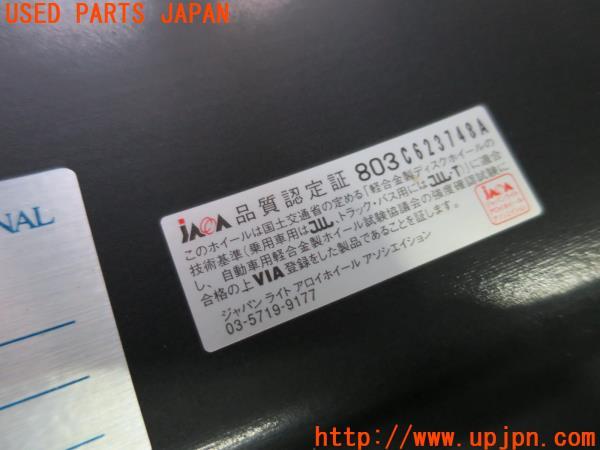 USED PARTS JAPAN
NAL
JAWA 品質認定証 803C623748A
このホイールは国土交通省の定める「軽合金製ディスクホイールの
技術基準(乗用車用はJWL、トラック・バス用にはJWL-T)」に適合
し、自動車用軽合金製ホイール試験協議会の強度確認試験に
合格の上VIA登録をした製品であることを証します。
ジャパン ライト アロイホイール アソシエイション
03-5719-9177
JAWA
http://www.upjpn.com